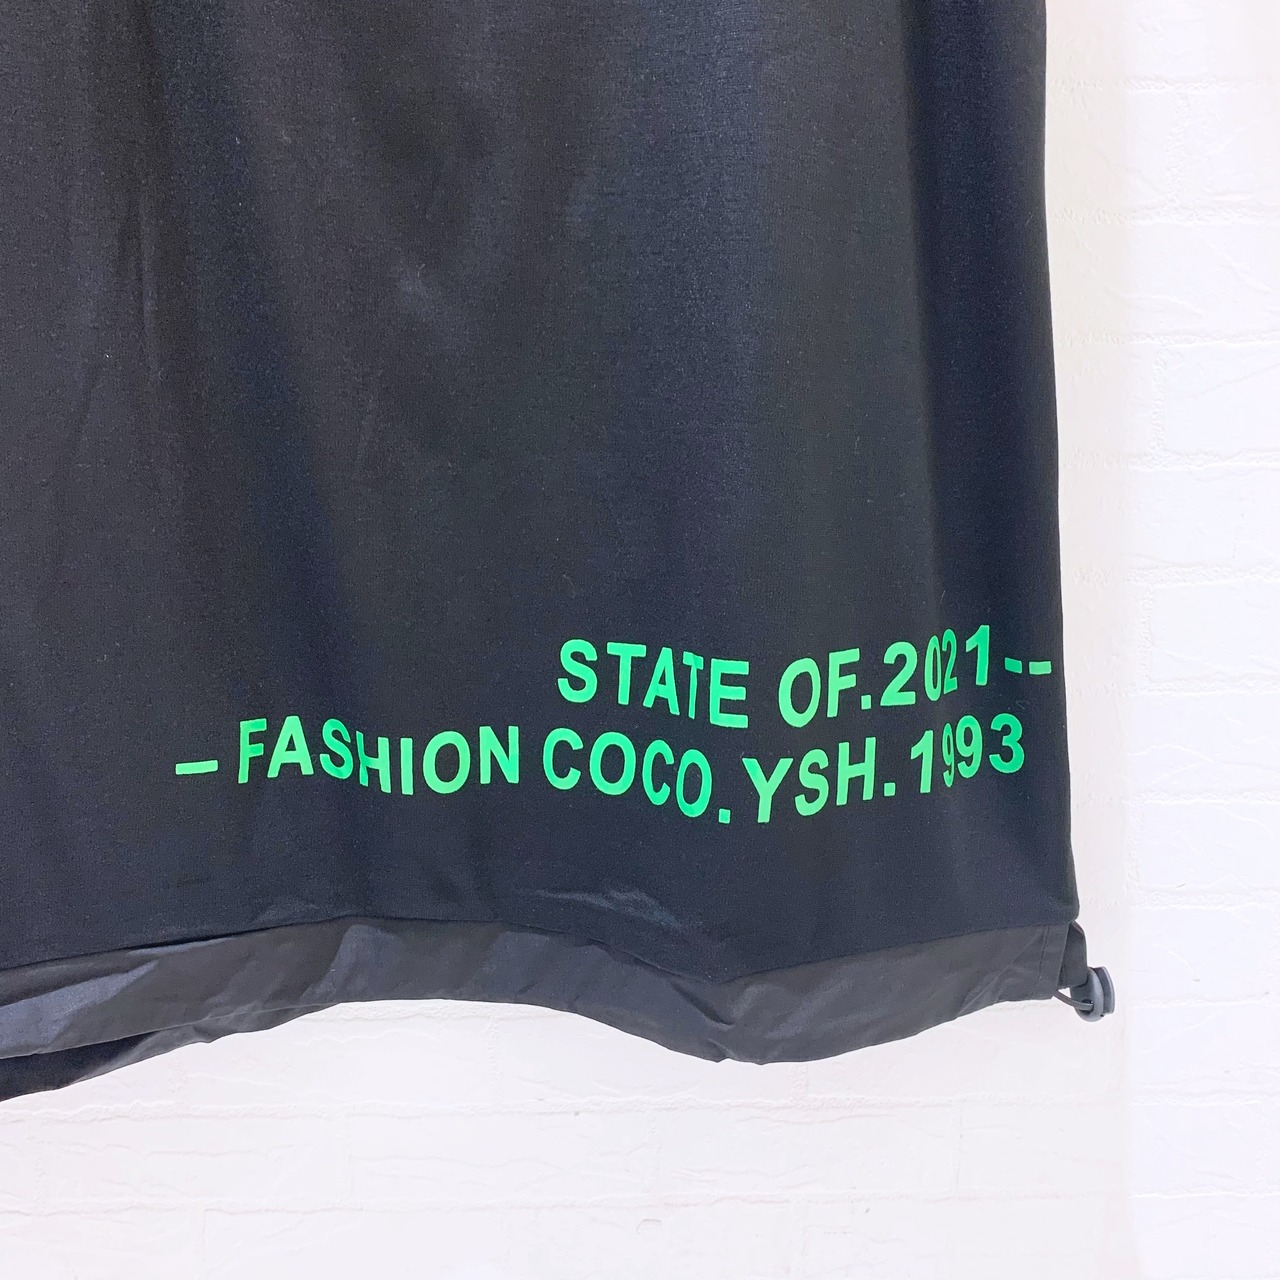 STATE OF.2021--
-FASHION COCO.YSH.1993